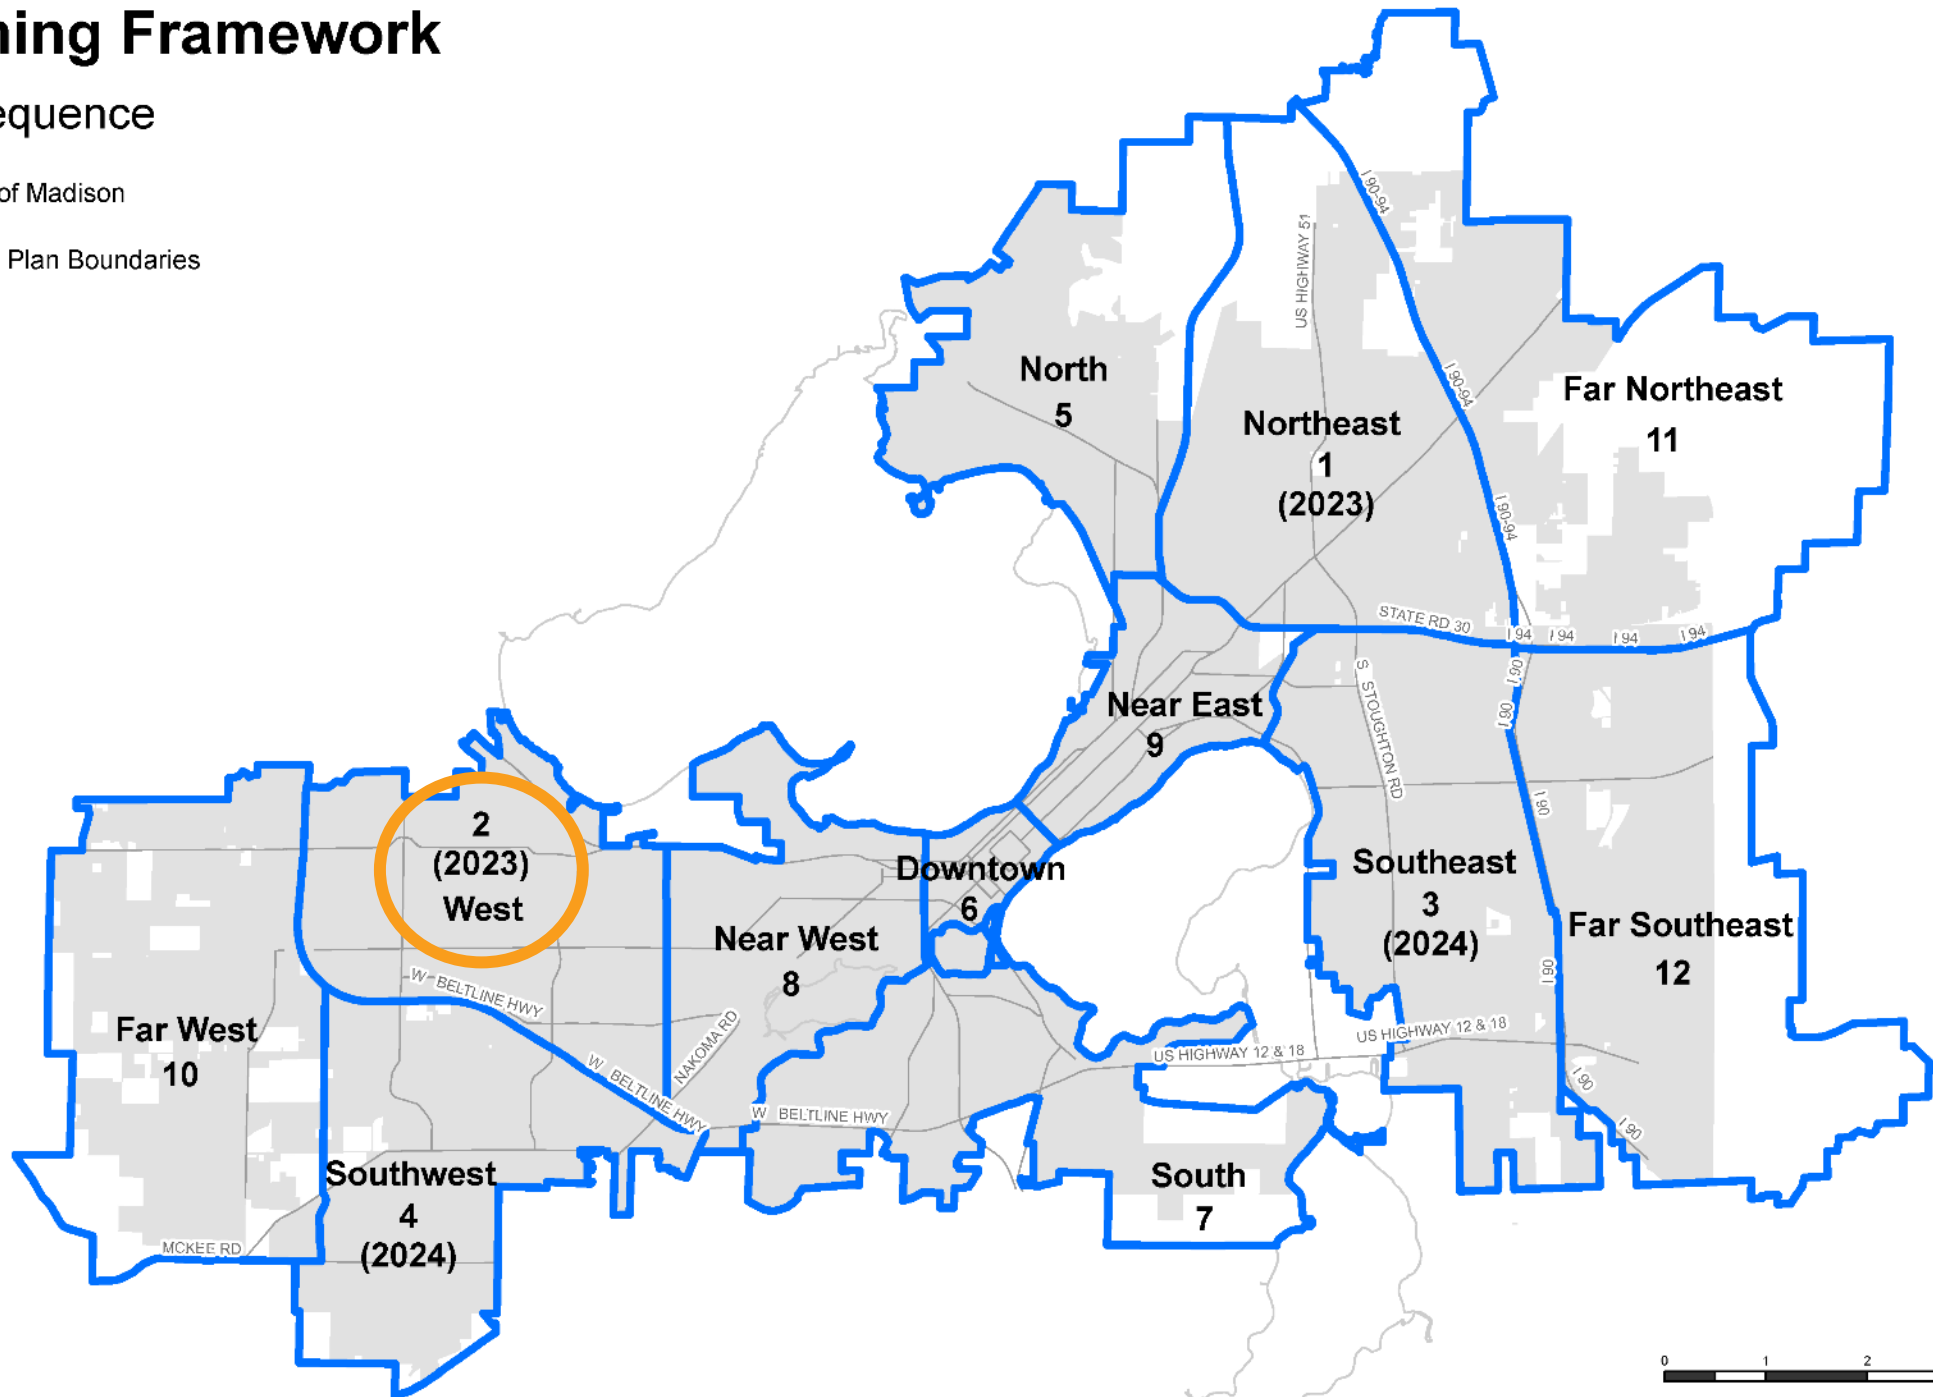 ning Framework
equence
of Madison
Plan Boundaries
I 90-94
US HIGHWAY 51
North
5
I 90-94
Far Northeast
11
Northeast
1
(2023)
I 90-94
STATE RD 30
I 94
I 94
I 94
I 94
I 90
I 90
S STOUGHTON RD
Near East
9
I 90
2
(2023)
West
Downtown
6
Southeast
3
(2024)
Near West
8
Far Southeast
12
I 90
W BELTLINE HWY
Far West
10
NAKOMA RD
US HIGHWAY 12 & 18
US HIGHWAY 12 & 18
W BELTLINE HWY
W BELTLINE HWY
I 90
I 90
Southwest
4
(2024)
South
7
MCKEE RD
0 1 2